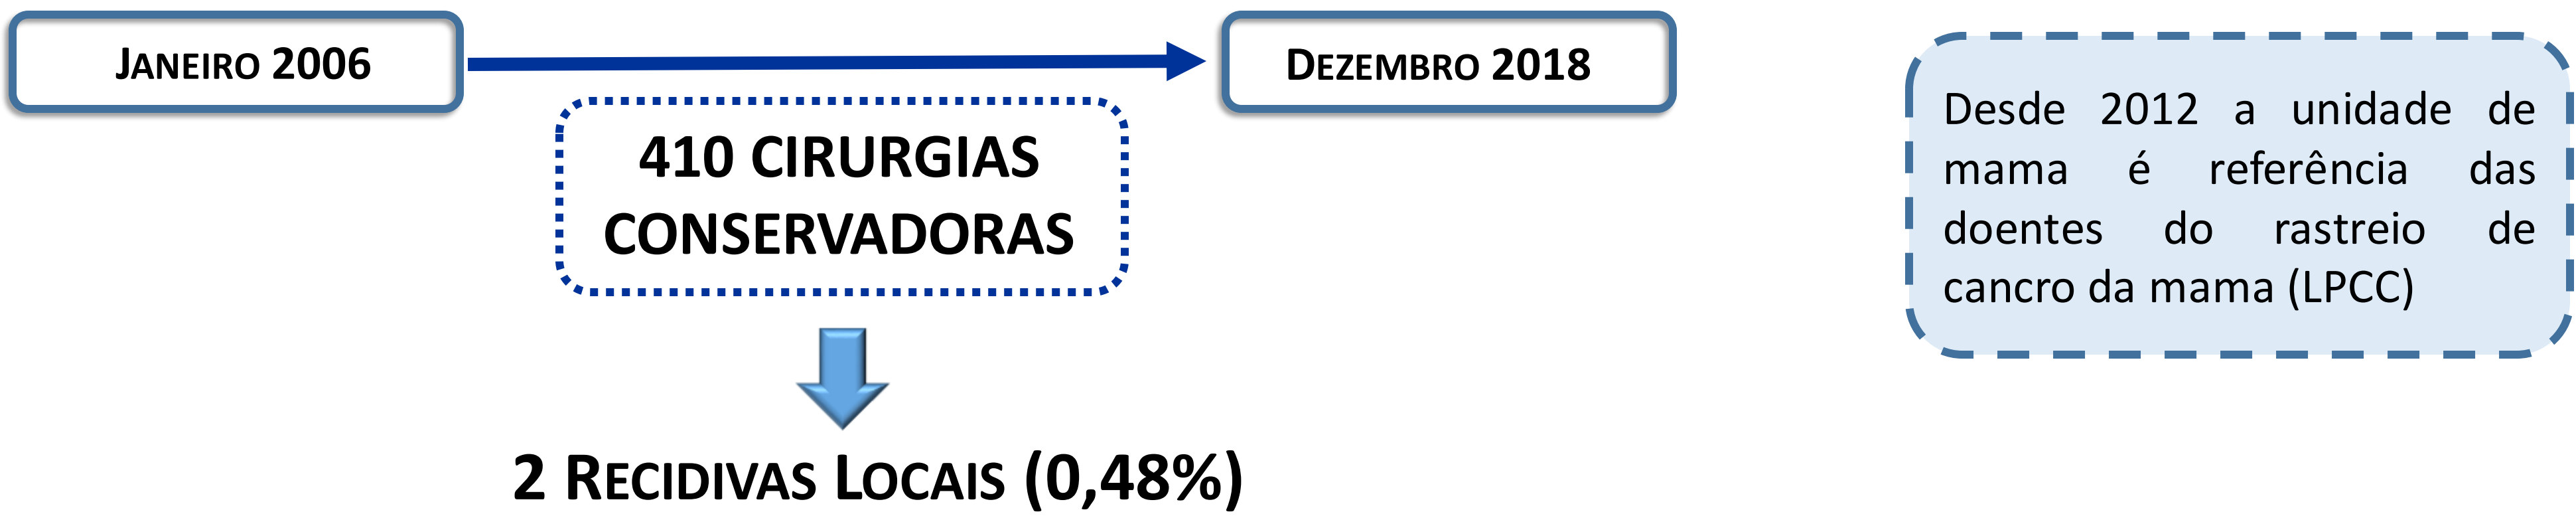 JANEIRO 2006
DEZEMBRO 2018
410 CIRURGIAS
CONSERVADORAS
2 RECIDIVAS LOCAIS (0,48%)
Desde 2012 a unidade de
mama é referência das
doentes do rastreio de
cancro da mama (LPCC)